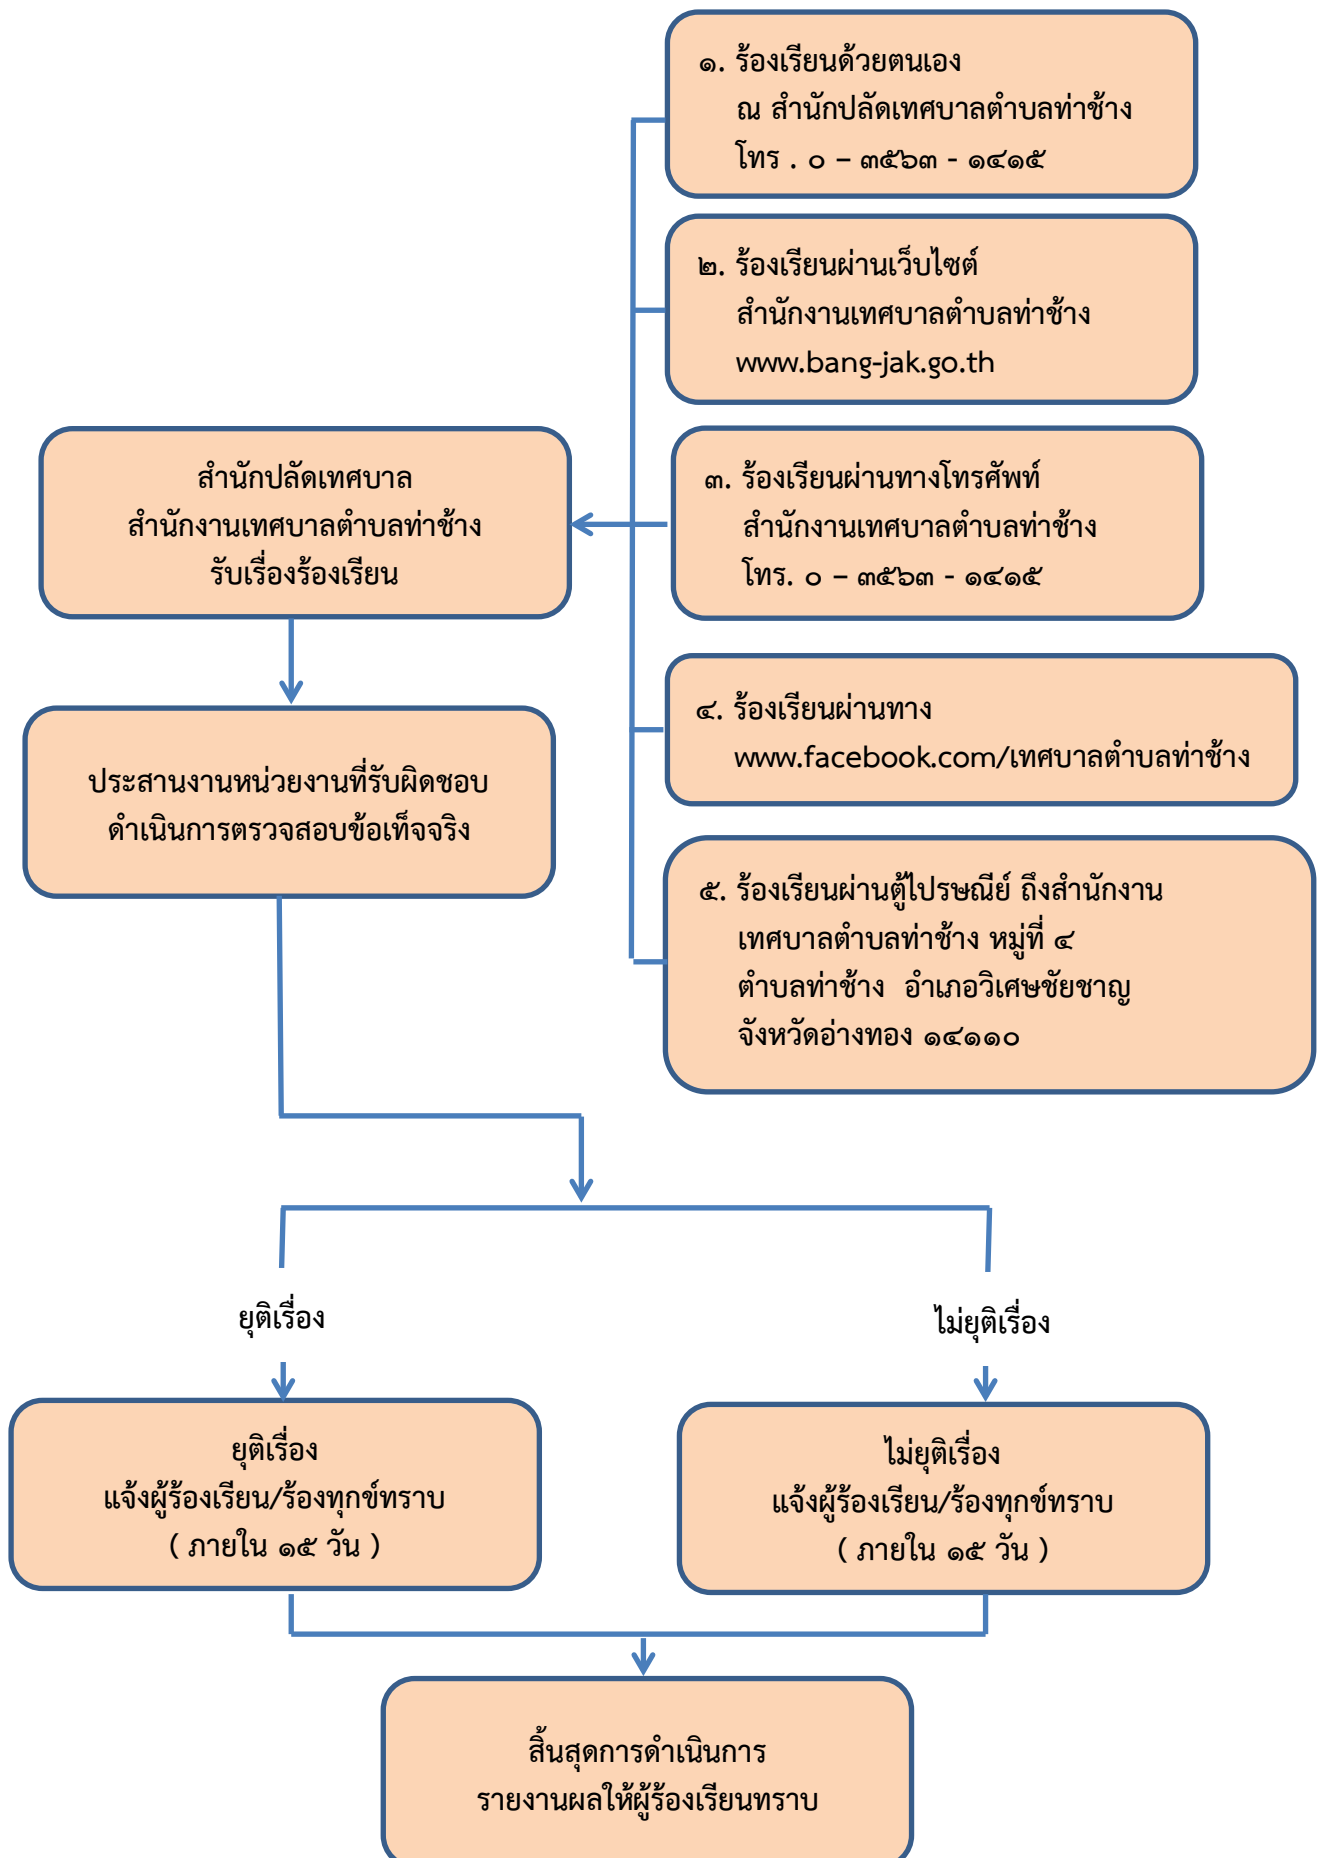 ๑. ร้องเรียนด้วยตนเอง
ณ สำนักปลัดเทศบาลตำบลท่าช้าง
โทร . ๐ – ๓๕๖๓ - ๑๔๑๕
๒. ร้องเรียนผ่านเว็บไซต์
สำนักงานเทศบาลตำบลท่าช้าง
www.bang-jak.go.th
๓. ร้องเรียนผ่านทางโทรศัพท์
สำนักงานเทศบาลตำบลท่าช้าง
โทร. ๐ – ๓๕๖๓ - ๑๔๑๕
๔. ร้องเรียนผ่านทาง
www.facebook.com/เทศบาลตำบลท่าช้าง
๕. ร้องเรียนผ่านตู้ไปรษณีย์ ถึงสำนักงาน
เทศบาลตำบลท่าช้าง หมู่ที่ ๔
ตำบลท่าช้าง อำเภอวิเศษชัยชาญ
จังหวัดอ่างทอง ๑๔๑๑๐
สำนักปลัดเทศบาล
สำนักงานเทศบาลตำบลท่าช้าง
รับเรื่องร้องเรียน
ประสานงานหน่วยงานที่รับผิดชอบ
ดำเนินการตรวจสอบข้อเท็จจริง
ยุติเรื่อง
ไม่ยุติเรื่อง
ยุติเรื่อง
แจ้งผู้ร้องเรียน/ร้องทุกข์ทราบ
( ภายใน ๑๕ วัน )
ไม่ยุติเรื่อง
แจ้งผู้ร้องเรียน/ร้องทุกข์ทราบ
( ภายใน ๑๕ วัน )
สิ้นสุดการดำเนินการ
รายงานผลให้ผู้ร้องเรียนทราบ